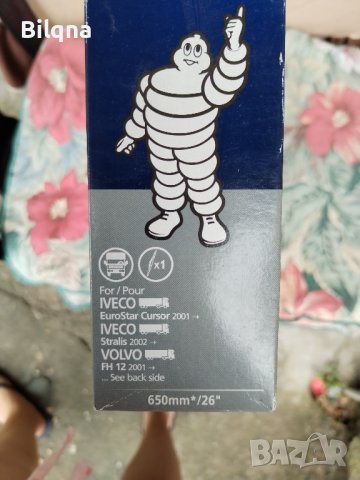 Bilqna
x1
For / Pour
IVECO
EuroStar Cursor 2001 →
IVECO
Stralis 2002 →
VOLVO
FH 12 2001 →
... See back side
650mm*/26"
BAZAR